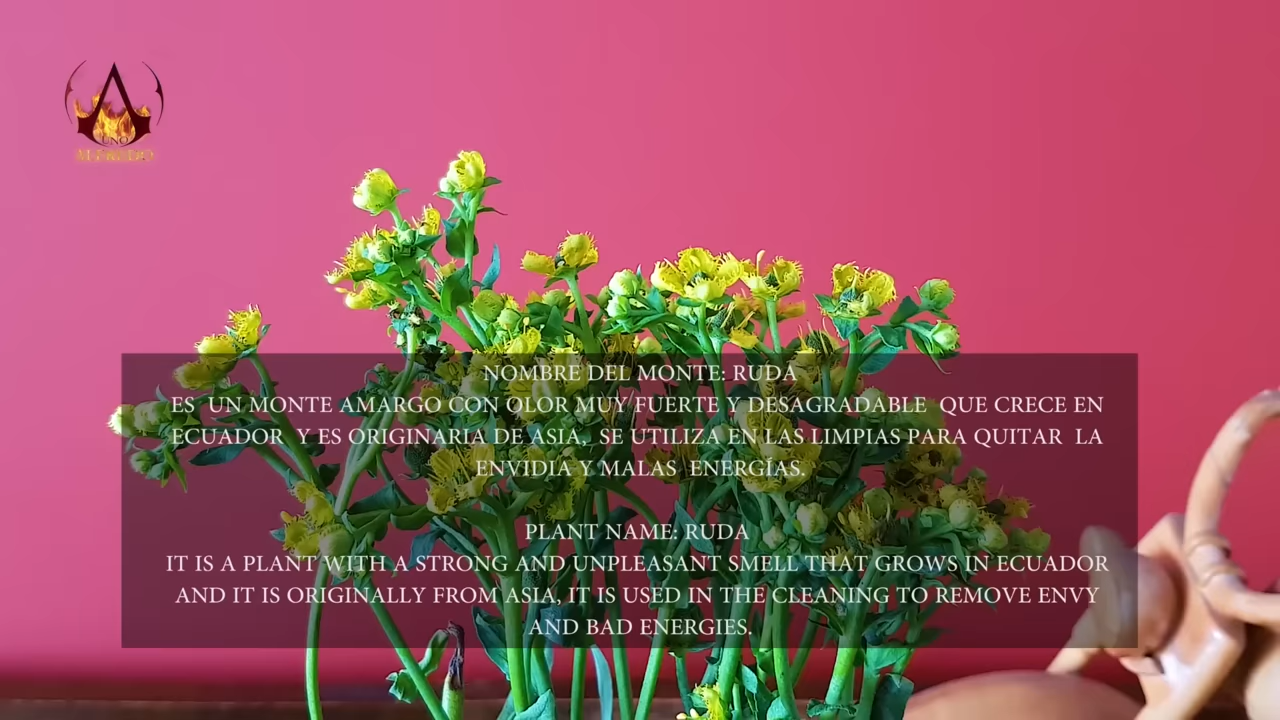 UNO
ALFREDO
NOMBRE DEL MONTE: RUDA
ES UN MONTE AMARGO CON OLOR MUY FUERTE Y DESAGRADABLE QUE CRECE EN
ECUADOR Y ES ORIGINARIA DE ASIA, SE UTILIZA EN LAS LIMPIAS PARA QUITAR LA
ENVIDIA Y MALAS ENERGÍAS.
PLANT NAME: RUDA
IT IS A PLANT WITH A STRONG AND UNPLEASANT SMELL THAT GROWS IN ECUADOR
AND IT IS ORIGINALLY FROM ASIA, IT IS USED IN THE CLEANING TO REMOVE ENVY
AND BAD ENERGIES.